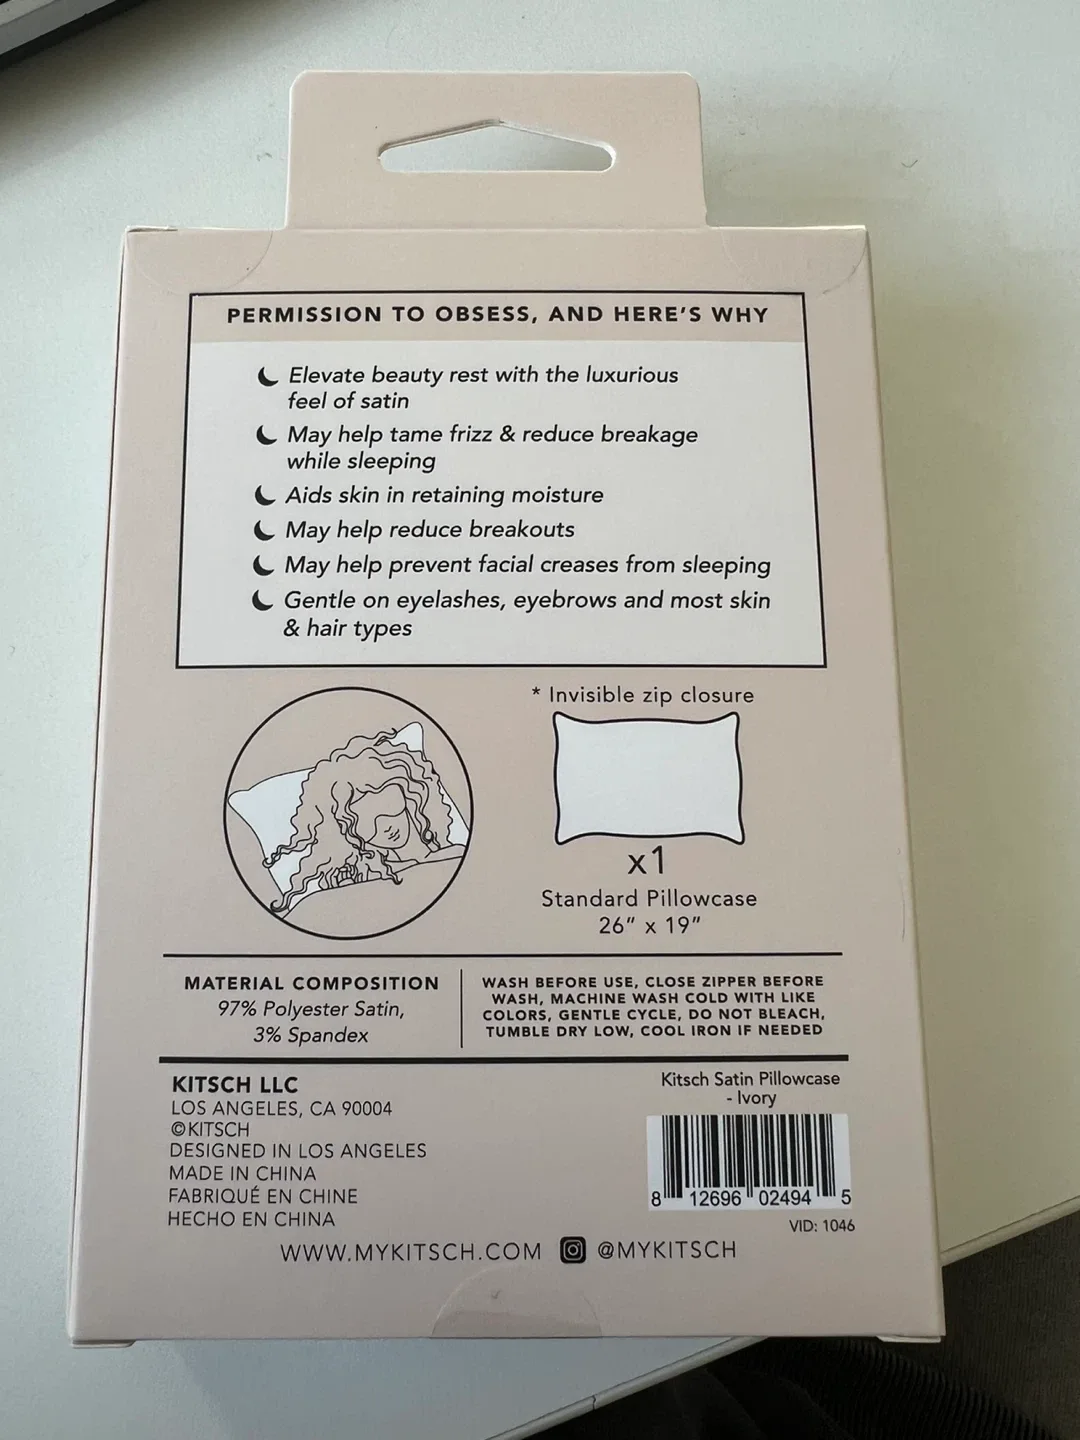 PERMISSION TO OBSESS, AND HERE'S WHY
Elevate beauty rest with the luxurious
feel of satin
May help tame frizz & reduce breakage
while sleeping
Aids skin in retaining moisture
May help reduce breakouts
May help prevent facial creases from sleeping
Gentle on eyelashes, eyebrows and most skin
& hair types
* Invisible zip closure
x1
Standard Pillowcase
26" x 19"
MATERIAL COMPOSITION
97% Polyester Satin,
3% Spandex
WASH BEFORE USE, CLOSE ZIPPER BEFORE
WASH, MACHINE WASH COLD WITH LIKE
COLORS, GENTLE CYCLE, DO NOT BLEACH,
TUMBLE DRY LOW, COOL IRON IF NEEDED
KITSCH LLC
LOS ANGELES, CA 90004
©KITSCH
DESIGNED IN LOS ANGELES
MADE IN CHINA
FABRIQUÉ EN CHINE
HECHO EN CHINA
Kitsch Satin Pillowcase
- Ivory
8 12696 02494 5
VID: 1046
WWW.MYKITSCH.COM @MYKITSCH